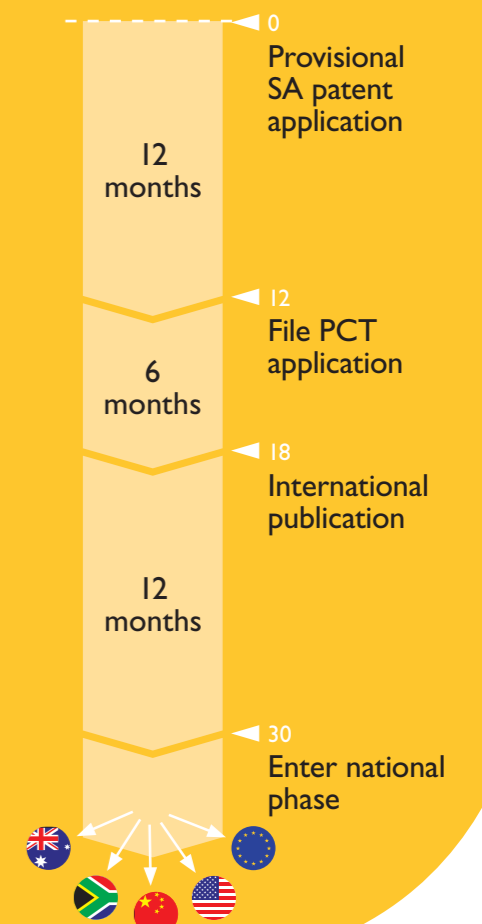 0
Provisional
SA patent
application
12
months
12
File PCT
application
6
months
18
International
publication
12
months
30
Enter national
phase